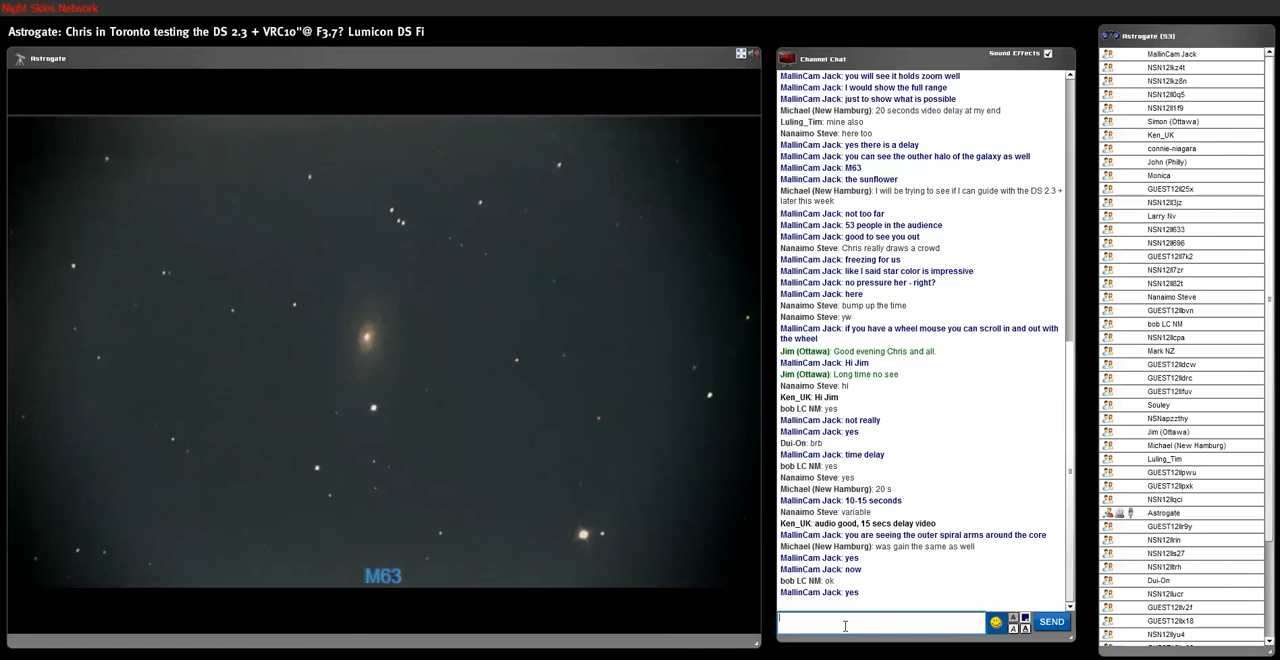 Night Skies Network
Astrogate: Chris in Toronto testing the DS 2.3 + VRC10"@ F3.7? Lumicon DS Fi
Astrogate
M63
Channel Chat
Sound Effects
MallinCam Jack: you will see it holds zoom well
MallinCam Jack: I would show the full range
MallinCam Jack: just to show what is possible
Michael (New Hamburg): 20 seconds video delay at my end
Luling_Tim: mine also
Nanaimo Steve: here too
MallinCam Jack: yes there is a delay
MallinCam Jack: you can see the outher halo of the galaxy as well
MallinCam Jack: M63
MallinCam Jack: the sunflower
Michael (New Hamburg): I will be trying to see if I can guide with the DS 2.3 +
later this week
MallinCam Jack: not too far
MallinCam Jack: 53 people in the audience
MallinCam Jack: good to see you out
Nanaimo Steve: Chris really draws a crowd
MallinCam Jack: freezing for us
MallinCam Jack: like I said star color is impressive
MallinCam Jack: no pressure her - right?
MallinCam Jack: here
Nanaimo Steve: bump up the time
Nanaimo Steve: yw
MallinCam Jack: if you have a wheel mouse you can scroll in and out with
the wheel
Jim (Ottawa): Good evening Chris and all.
MallinCam Jack: Hi Jim
Jim (Ottawa): Long time no see
Nanaimo Steve: hi
Ken_UK: Hi Jim
bob LC NM: yes
MallinCam Jack: not really
MallinCam Jack: yes
Dui-On: brb
MallinCam Jack: time delay
bob LC NM: yes
Nanaimo Steve: yes
Michael (New Hamburg): 20 s
MallinCam Jack: 10-15 seconds
Nanaimo Steve: variable
Ken_UK: audio good, 15 secs delay video
MallinCam Jack: you are seeing the outer spiral arms around the core
Michael (New Hamburg): was gain the same as well
MallinCam Jack: yes
MallinCam Jack: now
bob LC NM: ok
MallinCam Jack: yes
A
A A
SEND
Astrogate (53)
MallinCam Jack
Simon (Ottawa)
Ken_UK
connie-niagara
John (Philly)
Monica
Larry Nv
Nanaimo Steve
bob LC NM
Mark NZ
Souley
NSNapzzthy
Jim (Ottawa)
Michael (New Hamburg)
Luling_Tim
Astrogate
Dui-On